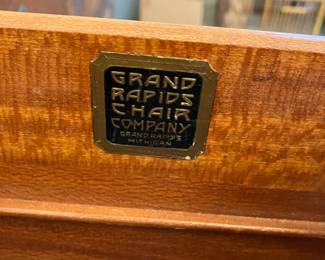 GRAND
RAPIDS
CHAIR
COMPANY
GRAND RAPIDS
MICHIGAN